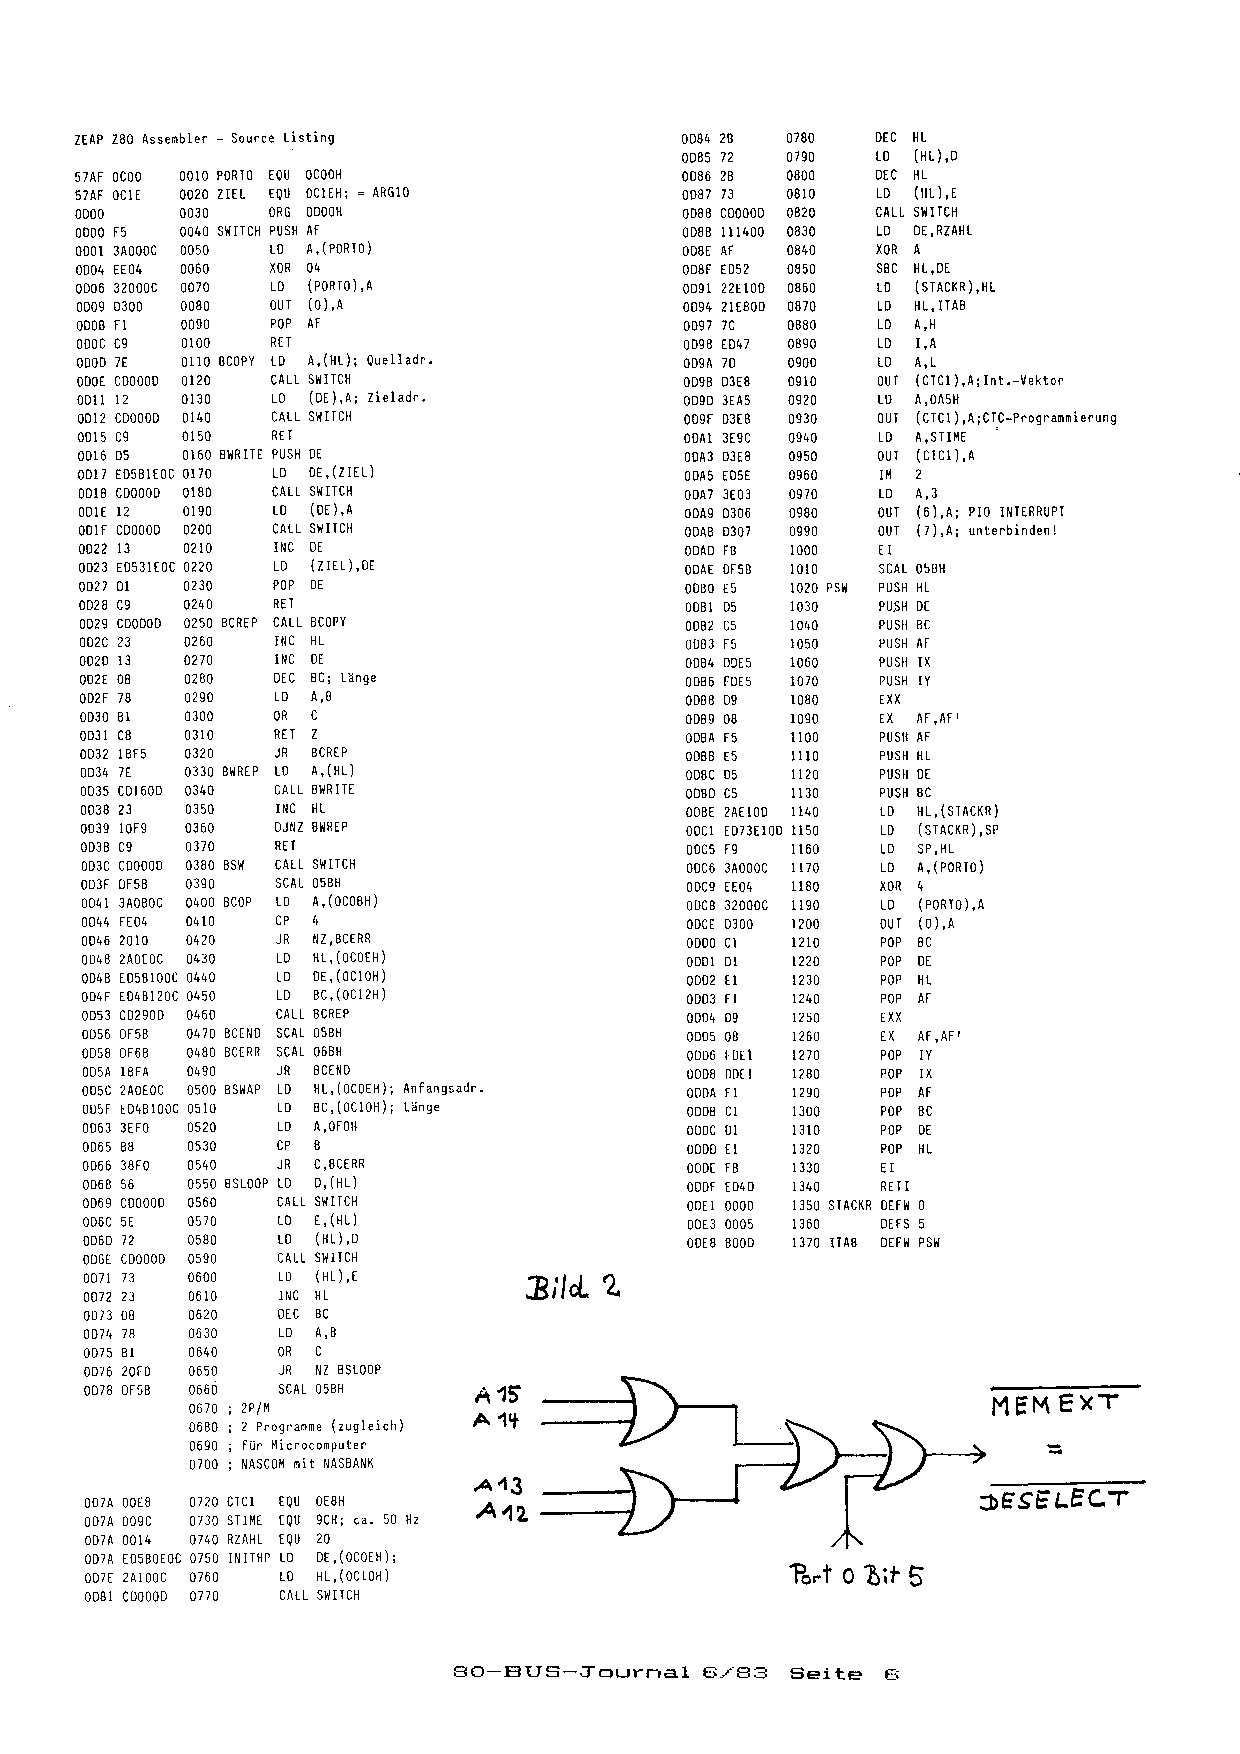 ZEAP Z80 Assembler - Source Listing
57AF 0C00 0010 PORTO EQU 0C00H
57AF 0C1E 0020 ZIEL EQU 0C1EH; = ARG10
0D00 0030 ORG 0D00H
0D00 F5 0040 SWITCH PUSH AF
0D01 3A000C 0050 LD A,(PORTO)
0D04 EE04 0060 XOR 04
0D06 32000C 0070 LD (PORTO),A
0D09 D300 0080 OUT (0),A
0D0B F1 0090 POP AF
0D0C C9 0100 RET
0D0D 7E 0110 BCOPY LD A,(HL); Quelladr.
0D0E CD000D 0120 CALL SWITCH
0D11 12 0130 LD (DE),A; Zieladr.
0D12 CD000D 0140 CALL SWITCH
0D15 C9 0150 RET
0D16 D5 0160 BWRITE PUSH DE
0D17 ED5B1E0C 0170 LD DE,(ZIEL)
0D1B CD000D 0180 CALL SWITCH
0D1E 12 0190 LD (DE),A
0D1F CD000D 0200 CALL SWITCH
0D22 13 0210 INC DE
0D23 ED531E0C 0220 LD (ZIEL),DE
0D27 D1 0230 POP DE
0D28 C9 0240 RET
0D29 CD0D0D 0250 BCREP CALL BCOPY
0D2C 23 0260 INC HL
0D2D 13 0270 INC DE
0D2E 0B 0280 DEC BC; Länge
0D2F 78 0290 LD A,B
0D30 B1 0300 OR C
0D31 C8 0310 RET Z
0D32 18F5 0320 JR BCREP
0D34 7E 0330 BWREP LD A,(HL)
0D35 CD160D 0340 CALL BWRITE
0D38 23 0350 INC HL
0D39 10F9 0360 DJNZ BWREP
0D3B C9 0370 RET
0D3C CD000D 0380 BSW CALL SWITCH
0D3F DF5B 0390 SCAL 05BH
0D41 3A0B0C 0400 BCOP LD A,(0C0BH)
0D44 FE04 0410 CP 4
0D46 2010 0420 JR NZ,BCERR
0D48 2A0E0C 0430 LD HL,(0C0EH)
0D4B ED5B100C 0440 LD DE,(0C10H)
0D4F ED4B120C 0450 LD BC,(0C12H)
0D53 CD290D 0460 CALL BCREP
0D56 DF5B 0470 BCEND SCAL 05BH
0D58 DF6B 0480 BCERR SCAL 06BH
0D5A 18FA 0490 JR BCEND
0D5C 2A0E0C 0500 BSWAP LD HL,(0C0EH); Anfangsadr.
0D5F ED4B100C 0510 LD BC,(0C10H); Länge
0D63 3EF0 0520 LD A,0F0H
0D65 B8 0530 CP B
0D66 38F0 0540 JR C,BCERR
0D68 56 0550 BSLOOP LD D,(HL)
0D69 CD000D 0560 CALL SWITCH
0D6C 5E 0570 LD E,(HL)
0D6D 72 0580 LD (HL),D
0D6E CD000D 0590 CALL SWITCH
0D71 73 0600 LD (HL),E
0D72 23 0610 INC HL
0D73 0B 0620 DEC BC
0D74 78 0630 LD A,B
0D75 B1 0640 OR C
0D76 20F0 0650 JR NZ BSLOOP
0D78 DF5B 0660 SCAL 05BH
0670 ; 2P/M
0680 ; 2 Programme (zugleich)
0690 ; für Microcomputer
0700 ; NASCOM mit NASBANK
0D7A 00E8 0720 CTC1 EQU 0E8H
0D7A 009C 0730 STIME EQU 9CH; ca. 50 Hz
0D7A 0014 0740 RZAHL EQU 20
0D7A ED5B0E0C 0750 INITHP LD DE,(0C0EH);
0D7E 2A100C 0760 LD HL,(0C10H)
0D81 CD000D 0770 CALL SWITCH
0D84 2B 0780 DEC HL
0D85 72 0790 LD (HL),D
0D86 2B 0800 DEC HL
0D87 73 0810 LD (HL),E
0D88 CD000D 0820 CALL SWITCH
0D8B 111400 0830 LD DE,RZAHL
0D8E AF 0840 XOR A
0D8F ED52 0850 SBC HL,DE
0D91 22E10D 0860 LD (STACKR),HL
0D94 21E80D 0870 LD HL,ITAB
0D97 7C 0880 LD A,H
0D98 ED47 0890 LD I,A
0D9A 7D 0900 LD A,L
0D9B D3E8 0910 OUT (CTC1),A;Int.-Vektor
0D9D 3EA5 0920 LD A,0A5H
0D9F D3E8 0930 OUT (CTC1),A;CTC-Programmierung
0DA1 3E9C 0940 LD A,STIME
0DA3 D3E8 0950 OUT (CTC1),A
0DA5 ED5E 0960 IM 2
0DA7 3E03 0970 LD A,3
0DA9 D306 0980 OUT (6),A; PIO INTERRUPT
0DAB D307 0990 OUT (7),A; unterbinden!
0DAD FB 1000 EI
0DAE DF5B 1010 SCAL 05BH
0DB0 E5 1020 PSW PUSH HL
0DB1 D5 1030 PUSH DE
0DB2 C5 1040 PUSH BC
0DB3 F5 1050 PUSH AF
0DB4 DDE5 1060 PUSH IX
0DB6 FDE5 1070 PUSH IY
0DB8 D9 1080 EXX
0DB9 08 1090 EX AF,AF'
0DBA F5 1100 PUSH AF
0DBB E5 1110 PUSH HL
0DBC D5 1120 PUSH DE
0DBD C5 1130 PUSH BC
0DBE 2AE10D 1140 LD HL,(STACKR)
0DC1 ED73E10D 1150 LD (STACKR),SP
0DC5 F9 1160 LD SP,HL
0DC6 3A000C 1170 LD A,(PORTO)
0DC9 EE04 1180 XOR 4
0DCB 32000C 1190 LD (PORTO),A
0DCE D300 1200 OUT (0),A
0DD0 C1 1210 POP BC
0DD1 D1 1220 POP DE
0DD2 E1 1230 POP HL
0DD3 F1 1240 POP AF
0DD4 D9 1250 EXX
0DD5 08 1260 EX AF,AF'
0DD6 FDE1 1270 POP IY
0DD8 DDE1 1280 POP IX
0DDA F1 1290 POP AF
0DDB C1 1300 POP BC
0DDC D1 1310 POP DE
0DDD E1 1320 POP HL
0DDE FB 1330 EI
0DDF ED4D 1340 RETI
0DE1 0000 1350 STACKR DEFW 0
0DE3 0005 1360 DEFS 5
0DE8 B00D 1370 ITAB DEFW PSW
Bild 2
A15
A14
A13
A12
MEMEXT
=
DESELECT
Port 0 Bit 5
80-BUS-Journal 6/83 Seite 6